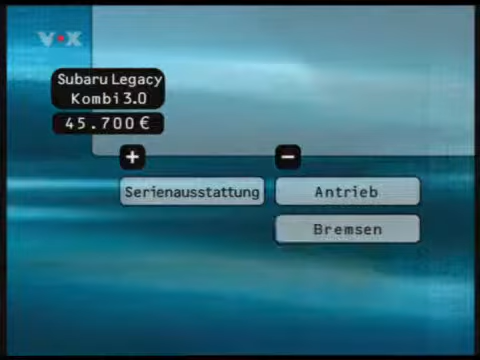 VOX
Subaru Legacy
Kombi 3.0
45.700 €
+
–
Serienausstattung
Antrieb
Bremsen